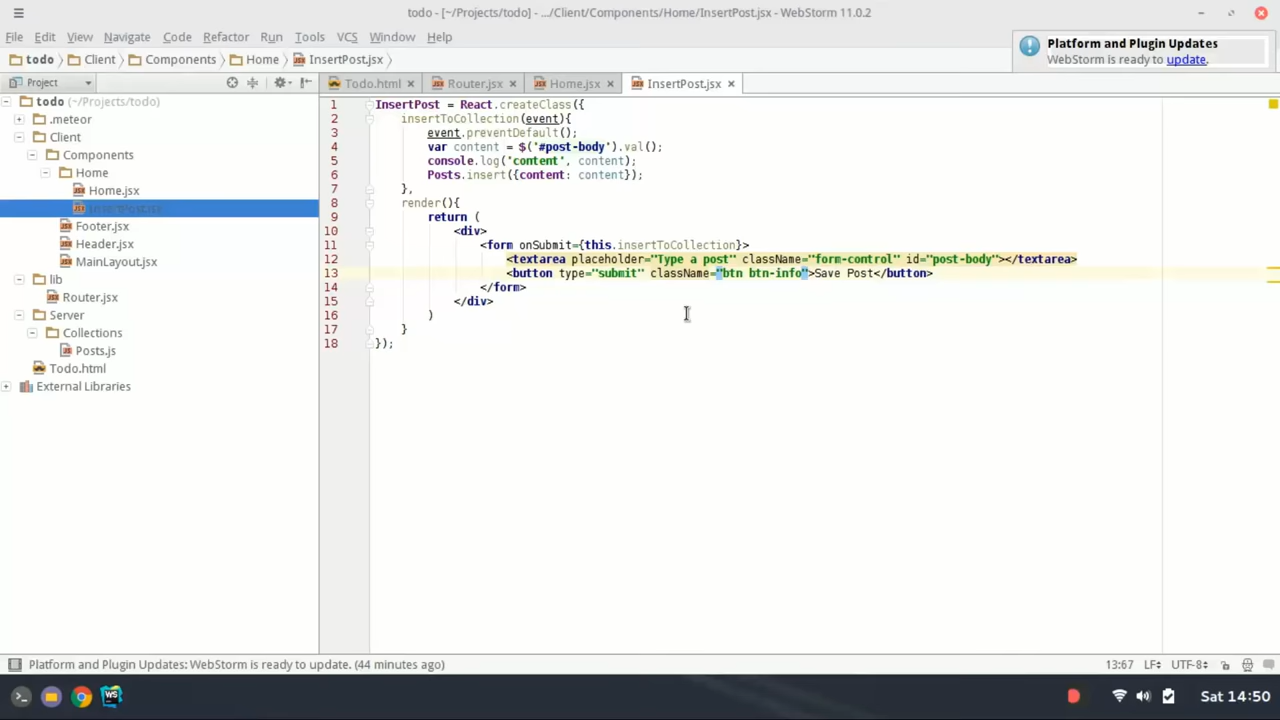 todo - [~/Projects/todo] - .../Client/Components/Home/InsertPost.jsx - WebStorm 11.0.2
File Edit View Navigate Code Refactor Run Tools VCS Window Help
todo Client Components Home InsertPost.jsx
Platform and Plugin Updates
WebStorm is ready to update.
Project
Todo.html Router.jsx Home.jsx InsertPost.jsx
todo (~/Projects/todo)
.meteor
Client
Components
Home
Home.jsx
InsertPost.jsx
Footer.jsx
Header.jsx
MainLayout.jsx
lib
Router.jsx
Server
Collections
Posts.js
Todo.html
External Libraries
1 InsertPost = React.createClass({
2 insertToCollection(event){
3 event.preventDefault();
4 var content = $('#post-body').val();
5 console.log('content', content);
6 Posts.insert({content: content});
7 },
8 render(){
9 return (
10 <div>
11 <form onSubmit={this.insertToCollection}>
12 <textarea placeholder="Type a post" className="form-control" id="post-body"></textarea>
13 <button type="submit" className="btn btn-info">Save Post</button>
14 </form>
15 </div>
16 )
17 }
18 });
Platform and Plugin Updates: WebStorm is ready to update. (44 minutes ago)
13:67 LF UTF-8
WS
Sat 14:50